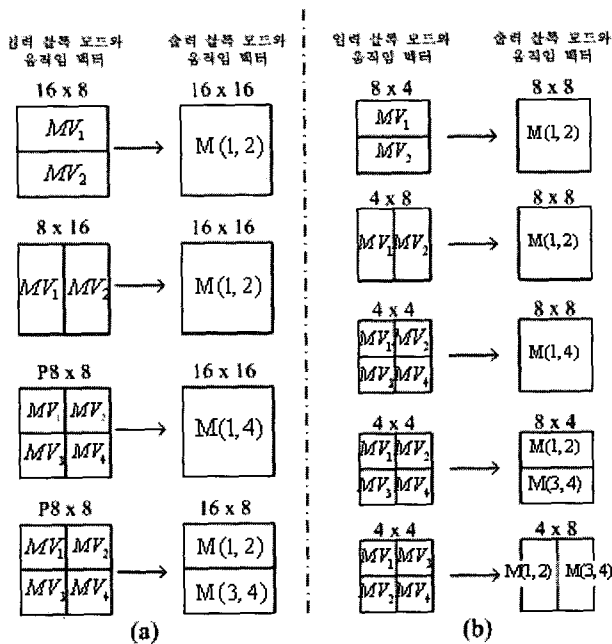 입력 블록 모드와
움직임 벡터
출력 블록 모드와
움직임 벡터
16 x 8
16 x 16
MV1
MV2
M(1, 2)
8 x 16
16 x 16
MV1
MV2
M(1, 2)
P8 x 8
16 x 16
MV1
MV2
MV3
MV4
M(1, 4)
P8 x 8
16 x 8
MV1
MV2
MV3
MV4
M(1, 2)
M(3, 4)
(a)
입력 블록 모드와
움직임 벡터
출력 블록 모드와
움직임 벡터
8 x 4
8 x 8
MV1
MV2
M(1, 2)
4 x 8
8 x 8
MV1
MV2
M(1,2)
4 x 4
8 x 8
MV1
MV2
MV3
MV4
M(1,4)
4 x 4
8 x 4
MV1
MV2
MV3
MV4
M(1,2)
M(3,4)
4 x 4
4 x 8
MV1
MV3
MV2
MV4
M(1,2)
M(3,4)
(b)